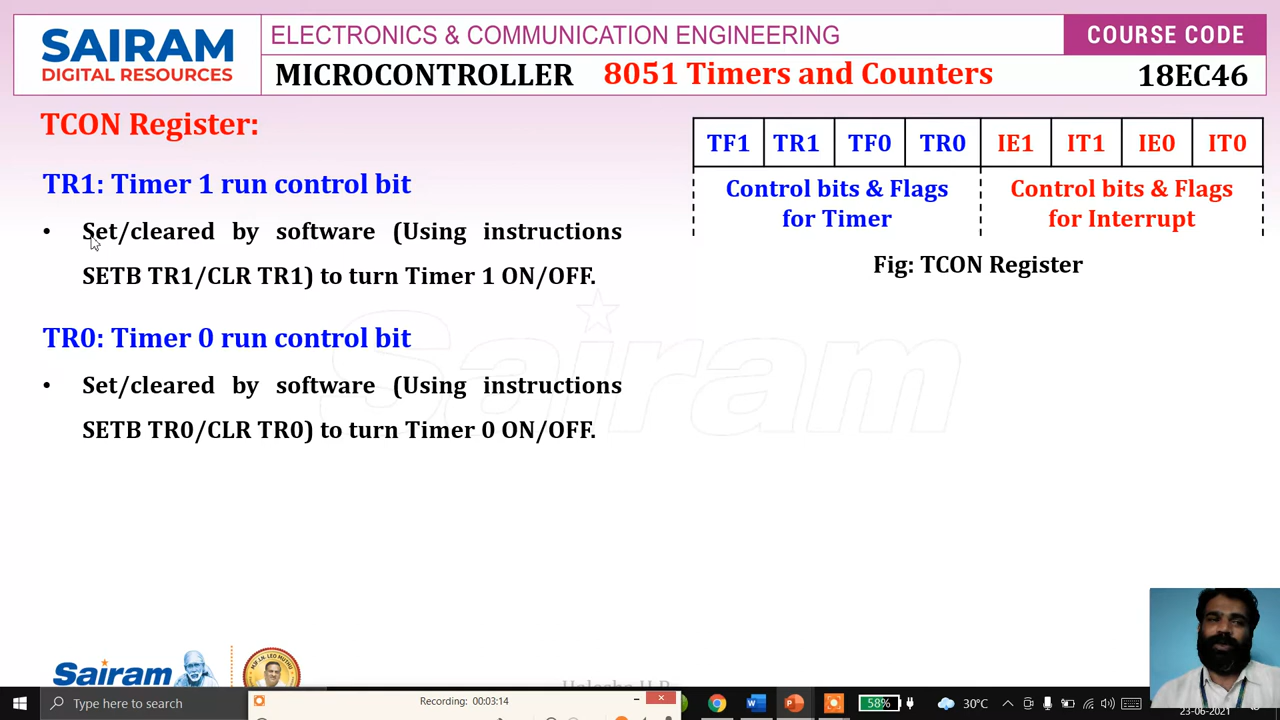 SAIRAM
DIGITAL RESOURCES
ELECTRONICS & COMMUNICATION ENGINEERING
COURSE CODE
MICROCONTROLLER
8051 Timers and Counters
18EC46
TCON Register:
TR1: Timer 1 run control bit
• Set/cleared by software (Using instructions
SETB TR1/CLR TR1) to turn Timer 1 ON/OFF.
TR0: Timer 0 run control bit
• Set/cleared by software (Using instructions
SETB TR0/CLR TR0) to turn Timer 0 ON/OFF.
TF1 TR1 TF0 TR0 IE1 IT1 IE0 IT0
Control bits & Flags
for Timer
Control bits & Flags
for Interrupt
Fig: TCON Register
Sairam
Sairam
Type here to search
Recording: 00:03:14
58%
30°C
23-06-2021